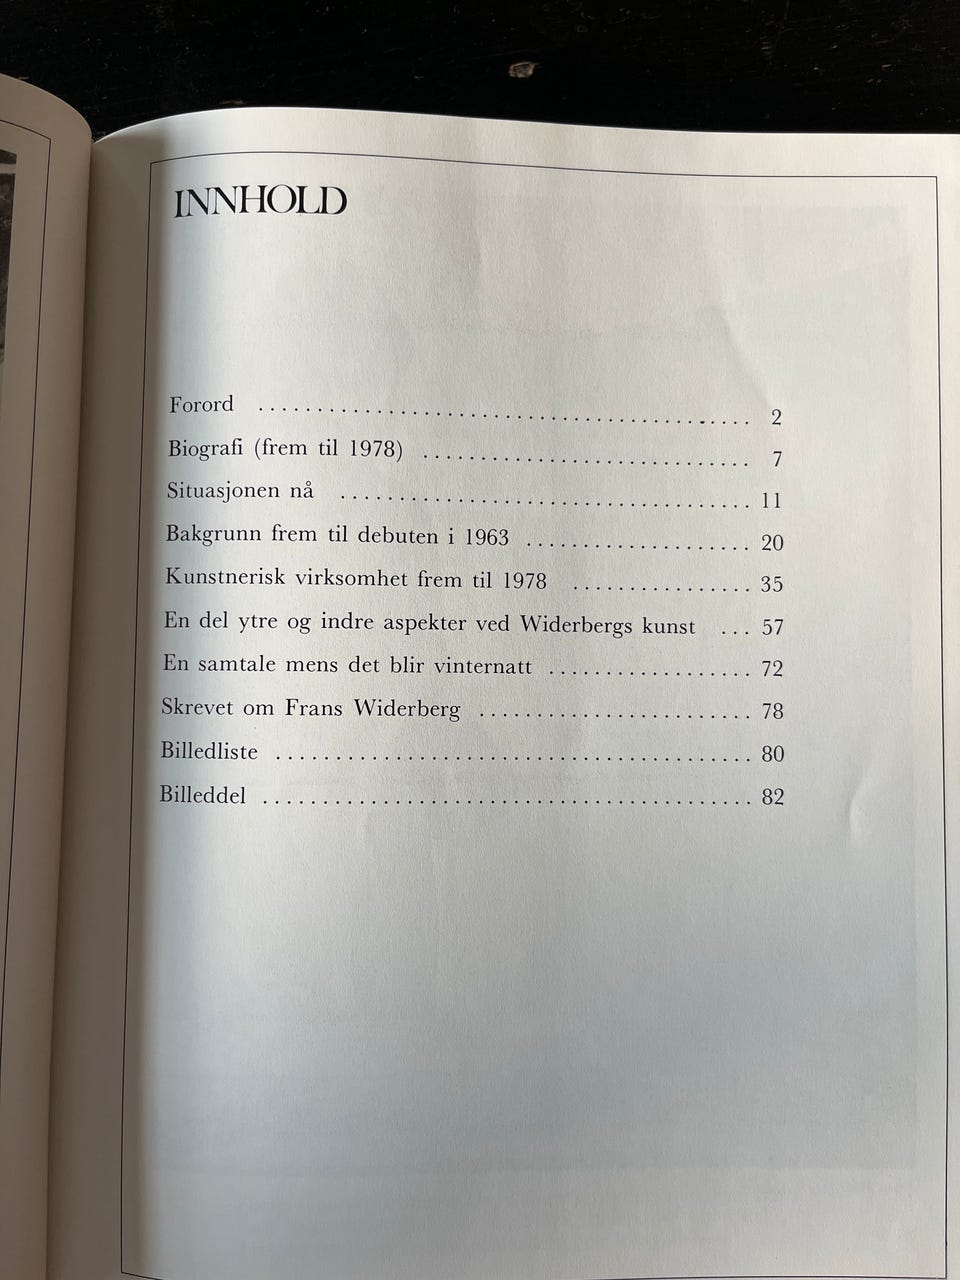 INNHOLD
Forord .......................................... 2
Biografi (frem til 1978) ............................ 7
Situasjonen nå ................................... 11
Bakgrunn frem til debuten i 1963 ................... 20
Kunstnerisk virksomhet frem til 1978 ................ 35
En del ytre og indre aspekter ved Widerbergs kunst ... 57
En samtale mens det blir vinternatt .................. 72
Skrevet om Frans Widerberg ....................... 78
Billedliste ......................................... 80
Billeddel .......................................... 82